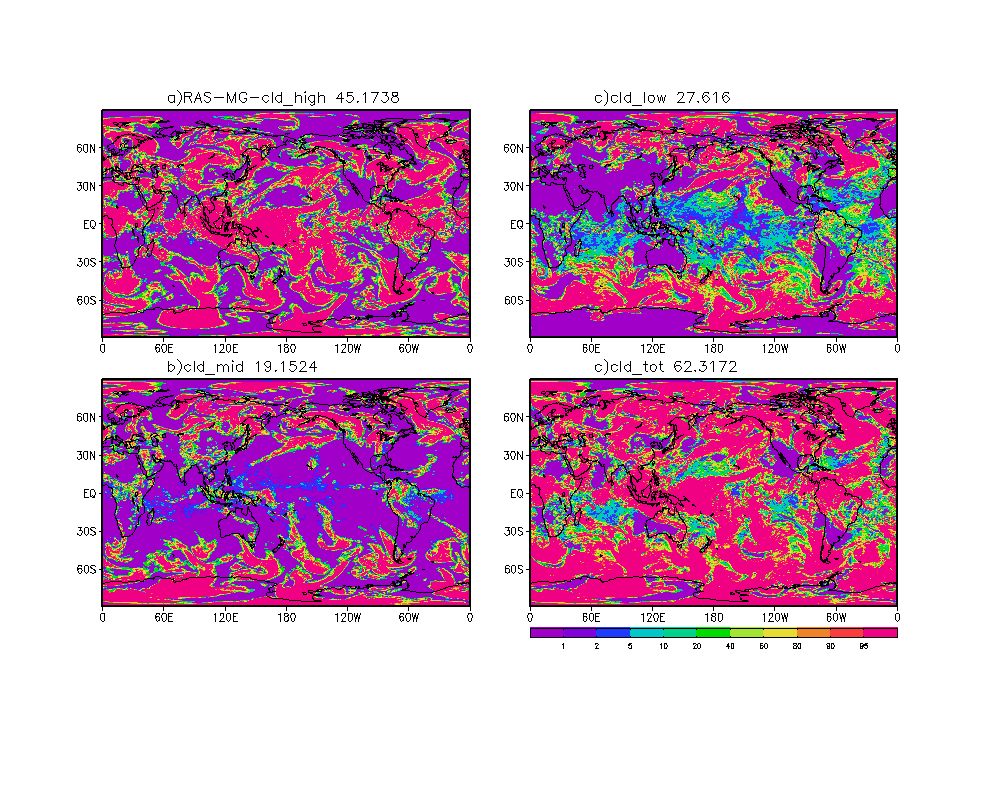 a)RAS-MG-cld_high 45.1738
60N
30N
EQ
30S
60S
0 60E 120E 180 120W 60W 0
c)cld_low 27.616
60N
30N
EQ
30S
60S
0 60E 120E 180 120W 60W 0
b)cld_mid 19.1524
60N
30N
EQ
30S
60S
0 60E 120E 180 120W 60W 0
c)cld_tot 62.3172
60N
30N
EQ
30S
60S
0 60E 120E 180 120W 60W 0
1 2 5 10 20 40 60 80 90 95